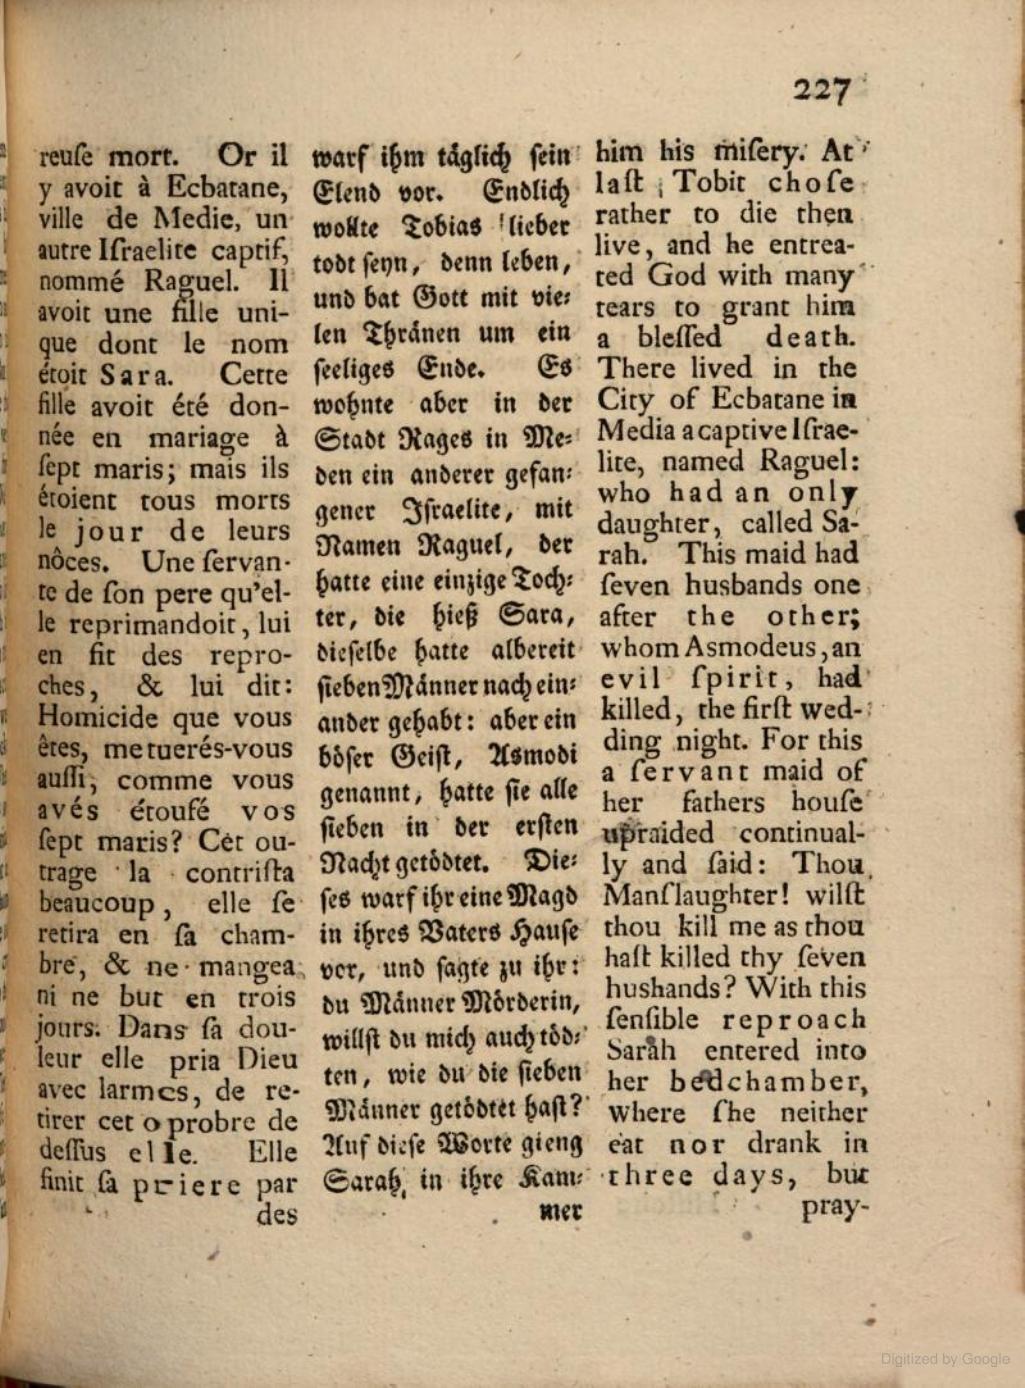 227
reuſe mort. Or il
y avoit à Ecbatane,
ville de Medie, un
autre Iſraelite captif,
nommé Raguel. Il
avoit une fille uni-
que dont le nom
étoit Sara. Cette
fille avoit été don-
née en mariage à
ſept maris; mais ils
étoient tous morts
le jour de leurs
nôces. Une ſervan-
te de ſon pere qu'el-
le reprimandoit, lui
en fit des repro-
ches, & lui dit:
Homicide que vous
êtes, me tuerés-vous
auſſi, comme vous
avés étoufé vos
ſept maris? Cét ou-
trage la contriſta
beaucoup, elle ſe
retira en ſa cham-
bre, & ne mangea
ni ne but en trois
jours. Dans ſa dou-
leur elle pria Dieu
avec larmes, de re-
tirer cet oprobre de
deſſus elle. Elle
finit ſa priere par
des
warf ihm täglich ſein
Elend vor. Endlich
wollte Tobias lieber
todt ſeyn, denn leben,
und bat Gott mit vie-
len Thränen um ein
ſeeliges Ende. Es
wohnte aber in der
Stadt Rages in Me-
den ein anderer gefan-
gener Iſraelite, mit
Namen Raguel, der
hatte eine einzige Toch-
ter, die hieß Sara,
dieſelbe hatte albereit
ſieben Männer nach ein-
ander gehabt: aber ein
böſer Geiſt, Asmodi
genannt, hatte ſie alle
ſieben in der erſten
Nacht getödtet. Die-
ſes warf ihr eine Magd
in ihres Vaters Hauſe
vor, und ſagte zu ihr:
du Männer Mörderin,
willſt du mich auch töd-
ten, wie du die ſieben
Männer getödtet haſt?
Auf dieſe Worte gieng
Sarah, in ihre Kam-
mer
him his miſery. At
laſt, Tobit choſe
rather to die then
live, and he entrea-
ted God with many
tears to grant him
a bleſſed death.
There lived in the
City of Ecbatane in
Media a captive Iſrae-
lite, named Raguel:
who had an only
daughter, called Sa-
rah. This maid had
ſeven husbands one
after the other;
whom Asmodeus, an
evil ſpirit, had
killed, the firſt wed-
ding night. For this
a ſervant maid of
her fathers houſe
upraided continual-
ly and ſaid: Thou
Manſlaughter! wilſt
thou kill me as thou
haſt killed thy ſeven
hushands? With this
ſenſible reproach
Sarah entered into
her bedchamber,
where ſhe neither
eat nor drank in
three days, but
pray-
Digitized by Google